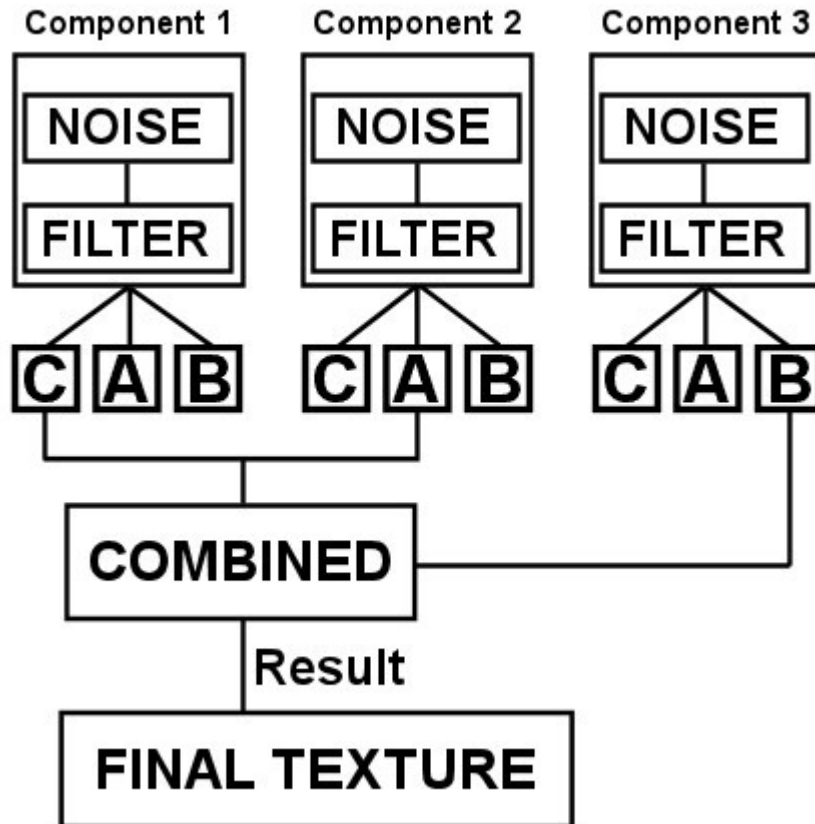 Component 1 Component 2 Component 3
NOISE NOISE NOISE
FILTER FILTER FILTER
C A B C A B C A B
COMBINED
Result
FINAL TEXTURE